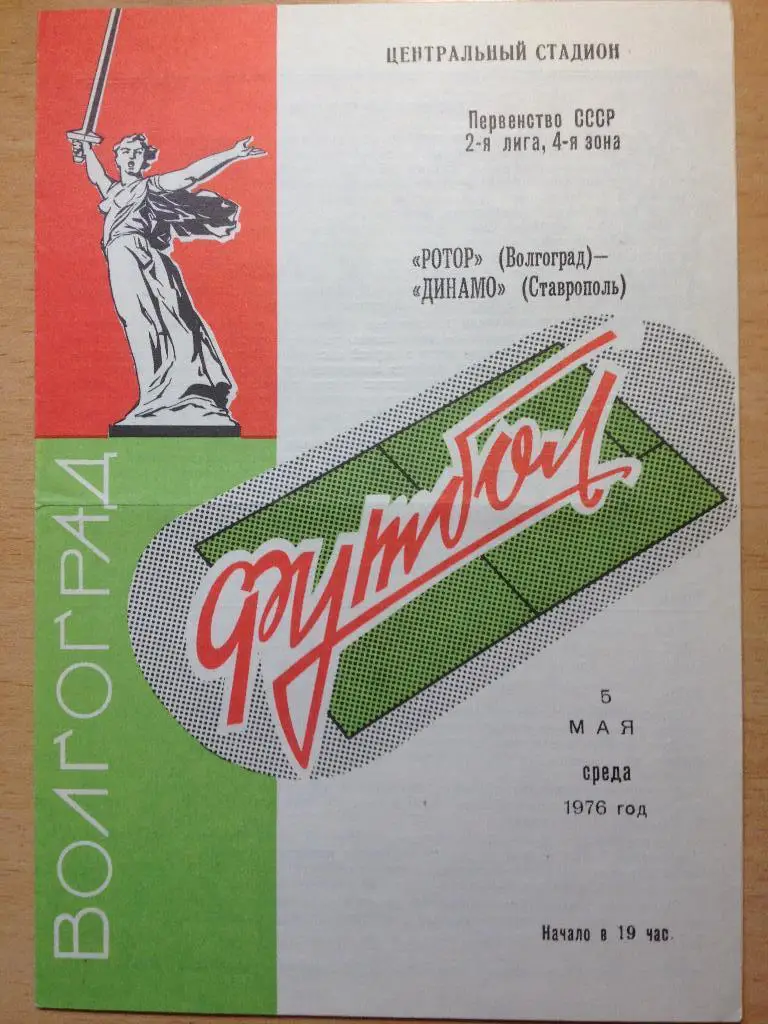 ЦЕНТРАЛЬНЫЙ СТАДИОН
Первенство СССР
2-я лига, 4-я зона
«РОТОР» (Волгоград)—
«ДИНАМО» (Ставрополь)
футбол
ВОЛГОГРАД
5
МАЯ
среда
1976 год
Начало в 19 час.